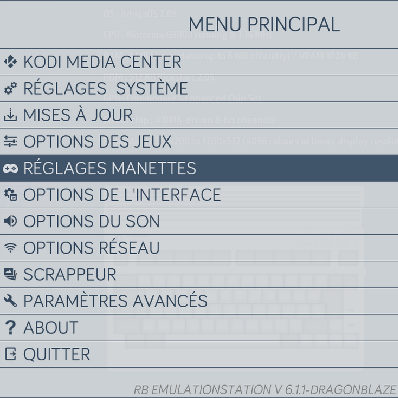 MENU PRINCIPAL
KODI MEDIA CENTER
RÉGLAGES SYSTÈME
MISES À JOUR
OPTIONS DES JEUX
RÉGLAGES MANETTES
OPTIONS DE L'INTERFACE
OPTIONS DU SON
OPTIONS RÉSEAU
SCRAPPEUR
PARAMÈTRES AVANCÉS
ABOUT
QUITTER
RB EMULATIONSTATION V 6.1.1-DRAGONBLAZE